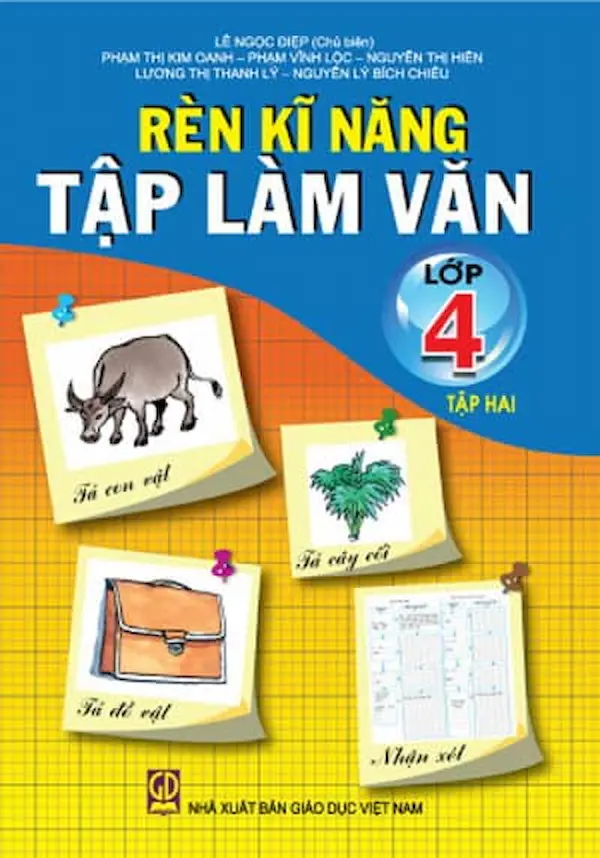 LÊ NGỌC ĐIỆP (Chủ biên)
PHẠM THỊ KIM OANH – PHẠM VĨNH LỘC – NGUYỄN THỊ HIỀN
LƯƠNG THỊ THANH LÝ – NGUYỄN LÝ BÍCH CHIÊU
RÈN KĨ NĂNG
TẬP LÀM VĂN
LỚP
4
TẬP HAI
Tả con vật
Tả cây cối
Tả đồ vật
Nhận xét
GD
NHÀ XUẤT BẢN GIÁO DỤC VIỆT NAM